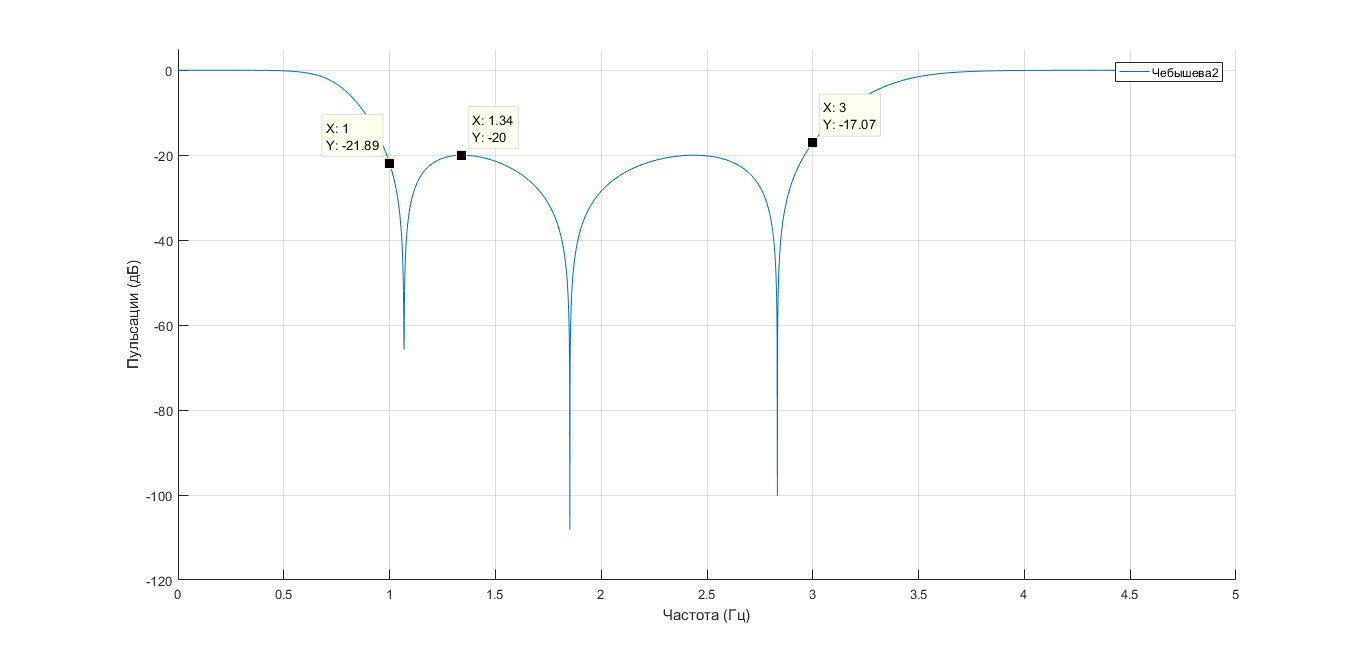 0
Чебышева2
X: 3
Y: -17.07
X: 1.34
Y: -20
X: 1
Y: -21.89
-20
-40
-60
-80
-100
-120
Пульсации (дБ)
0
0.5
1
1.5
2
2.5
3
3.5
4
4.5
5
Частота (Гц)